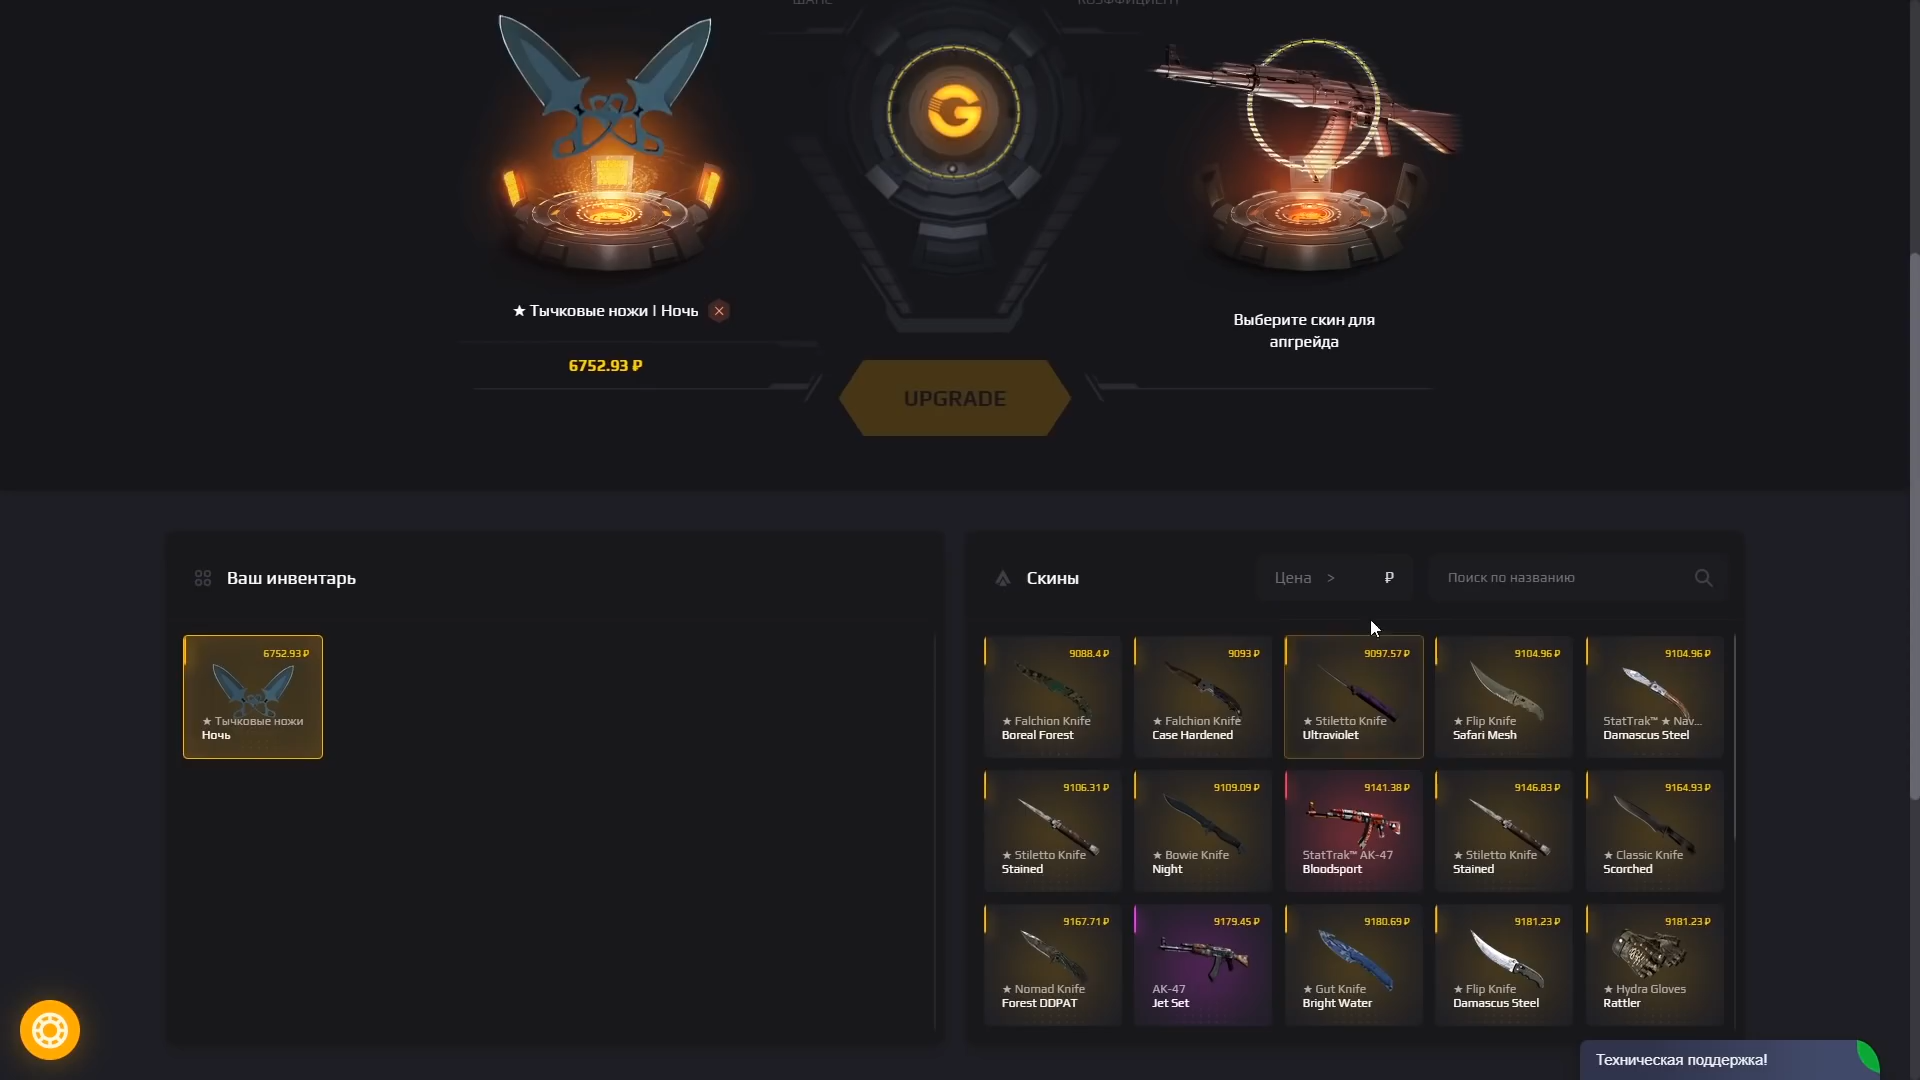 ШАНС
КОЭФФИЦИЕНТ
★ Тычковые ножи | Ночь
6752.93 ₽
Выберите скин для
апгрейда
UPGRADE
Ваш инвентарь
6752.93 ₽
★ Тычковые ножи
Ночь
Скины
Цена > ₽
Поиск по названию
9088.4 ₽
★ Falchion Knife
Boreal Forest
9093 ₽
★ Falchion Knife
Case Hardened
9097.57 ₽
★ Stiletto Knife
Ultraviolet
9104.96 ₽
★ Flip Knife
Safari Mesh
9104.96 ₽
StatTrak™ ★ Nav...
Damascus Steel
9106.31 ₽
★ Stiletto Knife
Stained
9109.09 ₽
★ Bowie Knife
Night
9141.38 ₽
StatTrak™ AK-47
Bloodsport
9146.83 ₽
★ Stiletto Knife
Stained
9164.93 ₽
★ Classic Knife
Scorched
9167.71 ₽
★ Nomad Knife
Forest DDPAT
9179.45 ₽
AK-47
Jet Set
9180.69 ₽
★ Gut Knife
Bright Water
9181.23 ₽
★ Flip Knife
Damascus Steel
9181.23 ₽
★ Hydra Gloves
Rattler
Техническая поддержка!